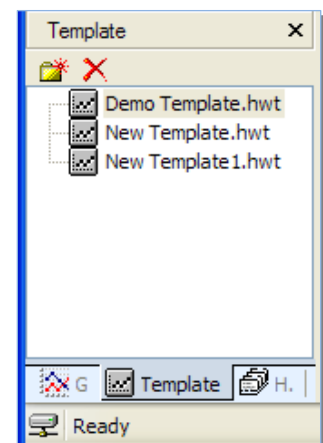 Template
Demo Template.hwt
New Template.hwt
New Template1.hwt
G Template H.
Ready